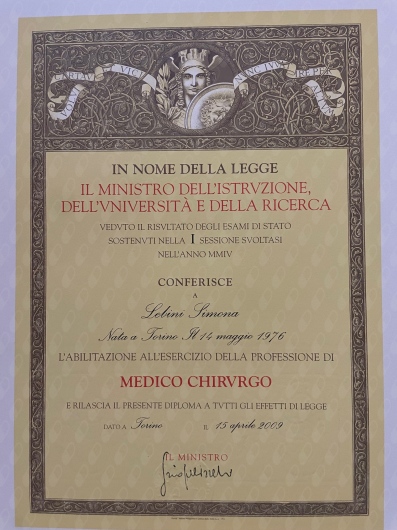 IN NOME DELLA LEGGE
IL MINISTRO DELL'ISTRVZIONE,
DELL'VNIVERSITÀ E DELLA RICERCA
VEDVTO IL RISVLTATO DEGLI ESAMI DI STATO
SOSTENVTI NELLA I SESSIONE SVOLTASI
NELL'ANNO MMIV
CONFERISCE
A
Lebini Simona
Nata a Torino Il 14 maggio 1976
L'ABILITAZIONE ALL'ESERCIZIO DELLA PROFESSIONE DI
MEDICO CHIRVRGO
E RILASCIA IL PRESENTE DIPLOMA A TVTTI GLI EFFETTI DI LEGGE
DATO A Torino IL 15 aprile 2009
IL MINISTRO